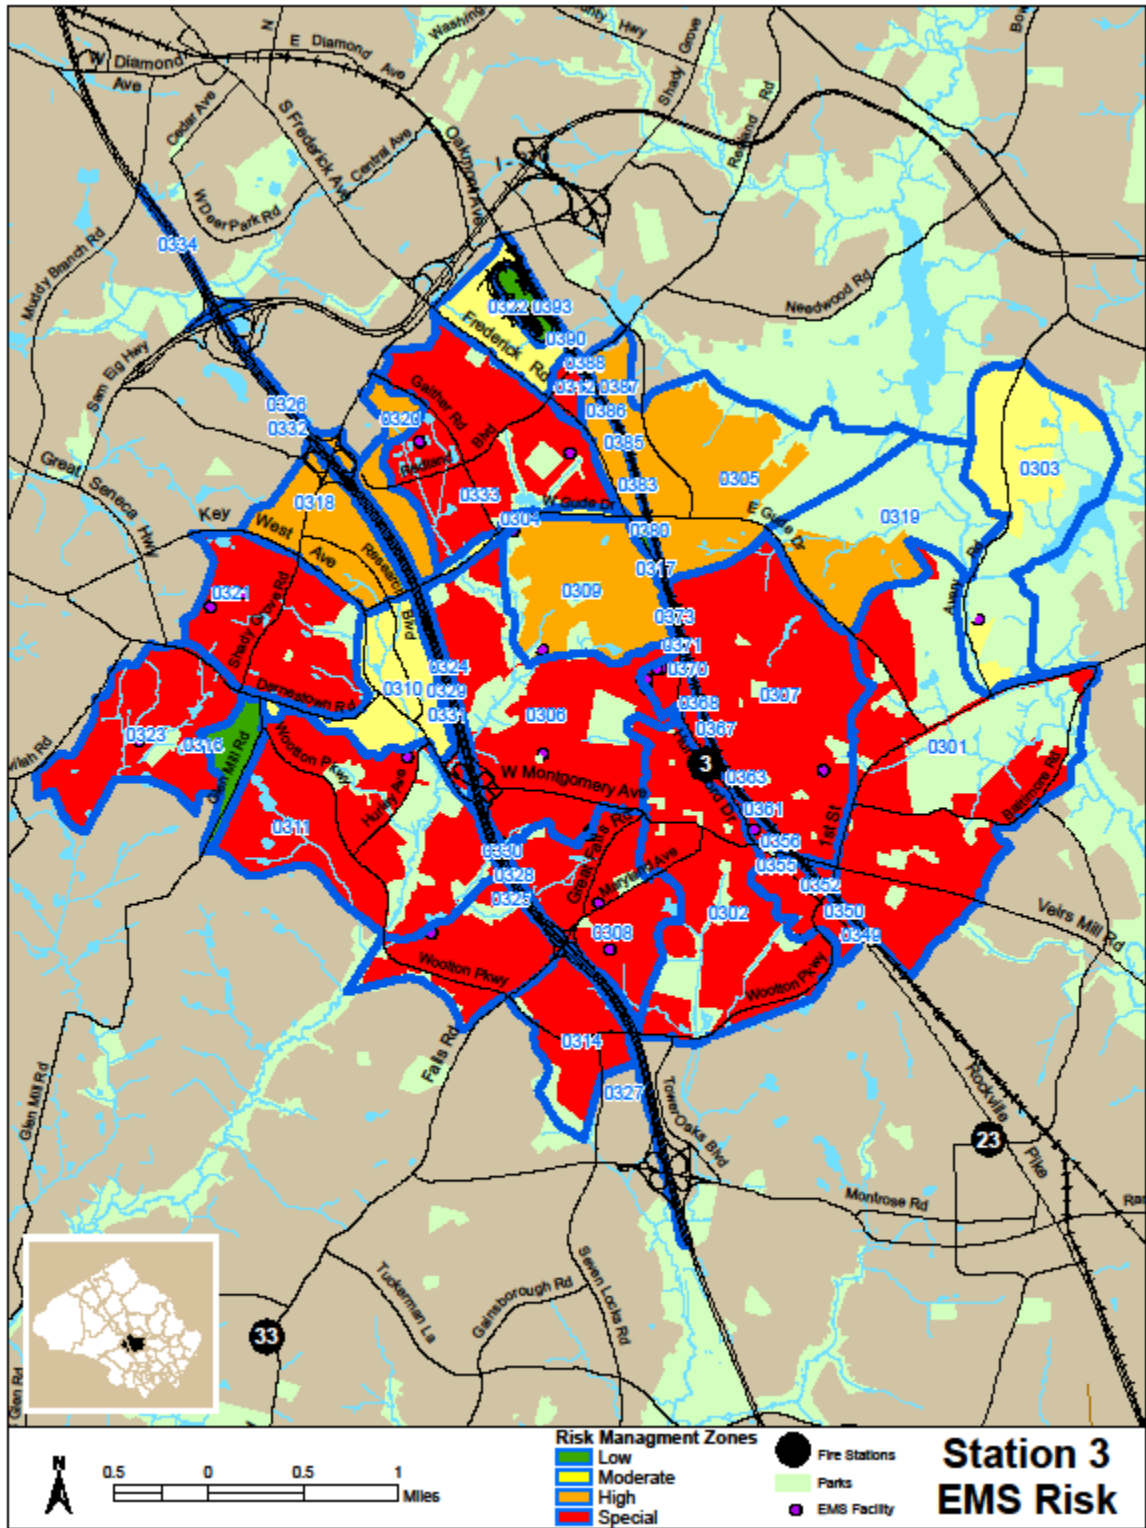 N
Washing
nty Hwy
Shady Grove
E Diamond Ave
W Diamond
Ave
Cedar Ave
S Frederick Ave
Central Ave
Oakmont Ave
Redland Rd
W Deer Park Rd
Muddy Branch Rd
0334
Needwood Rd
0322
0393
Frederick Rd
0390
Sam Eig Hwy
0388
0312
0387
Gaither Rd
0326
0320
0386
0332
0385
Redland Blvd
Great Seneca Hwy
0303
0305
0383
0333
0318
W Gude Dr
Key West Ave
0304
E Gude Dr
0319
0380
Research Blvd
0317
Avery Rd
0321
0309
0373
Shady Grove Rd
0371
0324
0370
0310
0329
0307
Darnestown Rd
0368
0331
0306
0367
0323
0316
0301
Wootton Pkwy
3
Glen Mill Rd
Hurley Ave
W Montgomery Ave
0363
Baltimore Rd
0361
1st St
0311
Great Falls Rd
0356
0330
0355
Maryland Ave
0328
0352
0325
0302
0350
Veirs Mill Rd
0308
0349
Wootton Pkwy
Wootton Pkwy
Falls Rd
0314
0327
Glen Mill Rd
Tower Oaks Blvd
Rockville Pike
23
Montrose Rd
Seven Locks Rd
Tuckerman La
Gainsborough Rd
33
Glen Rd
N
0.5 0 0.5 1
Miles
Risk Managment Zones
Low
Moderate
High
Special
Fire Stations
Parks
EMS Facility
Station 3
EMS Risk